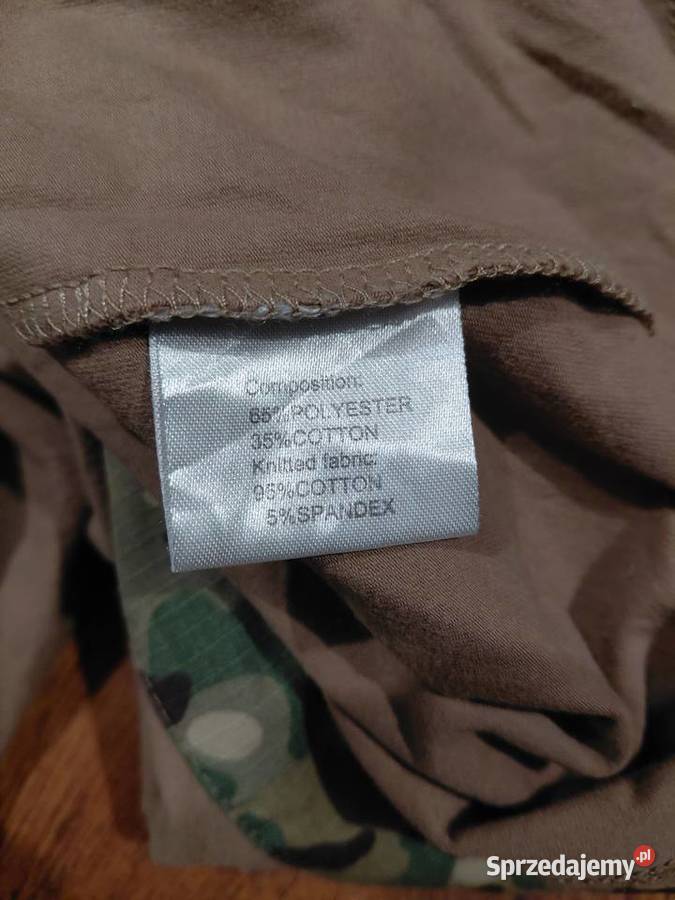 Composition:
65%POLYESTER
35%COTTON
Knitted fabric:
95%COTTON
5%SPANDEX
Sprzedajemy.pl